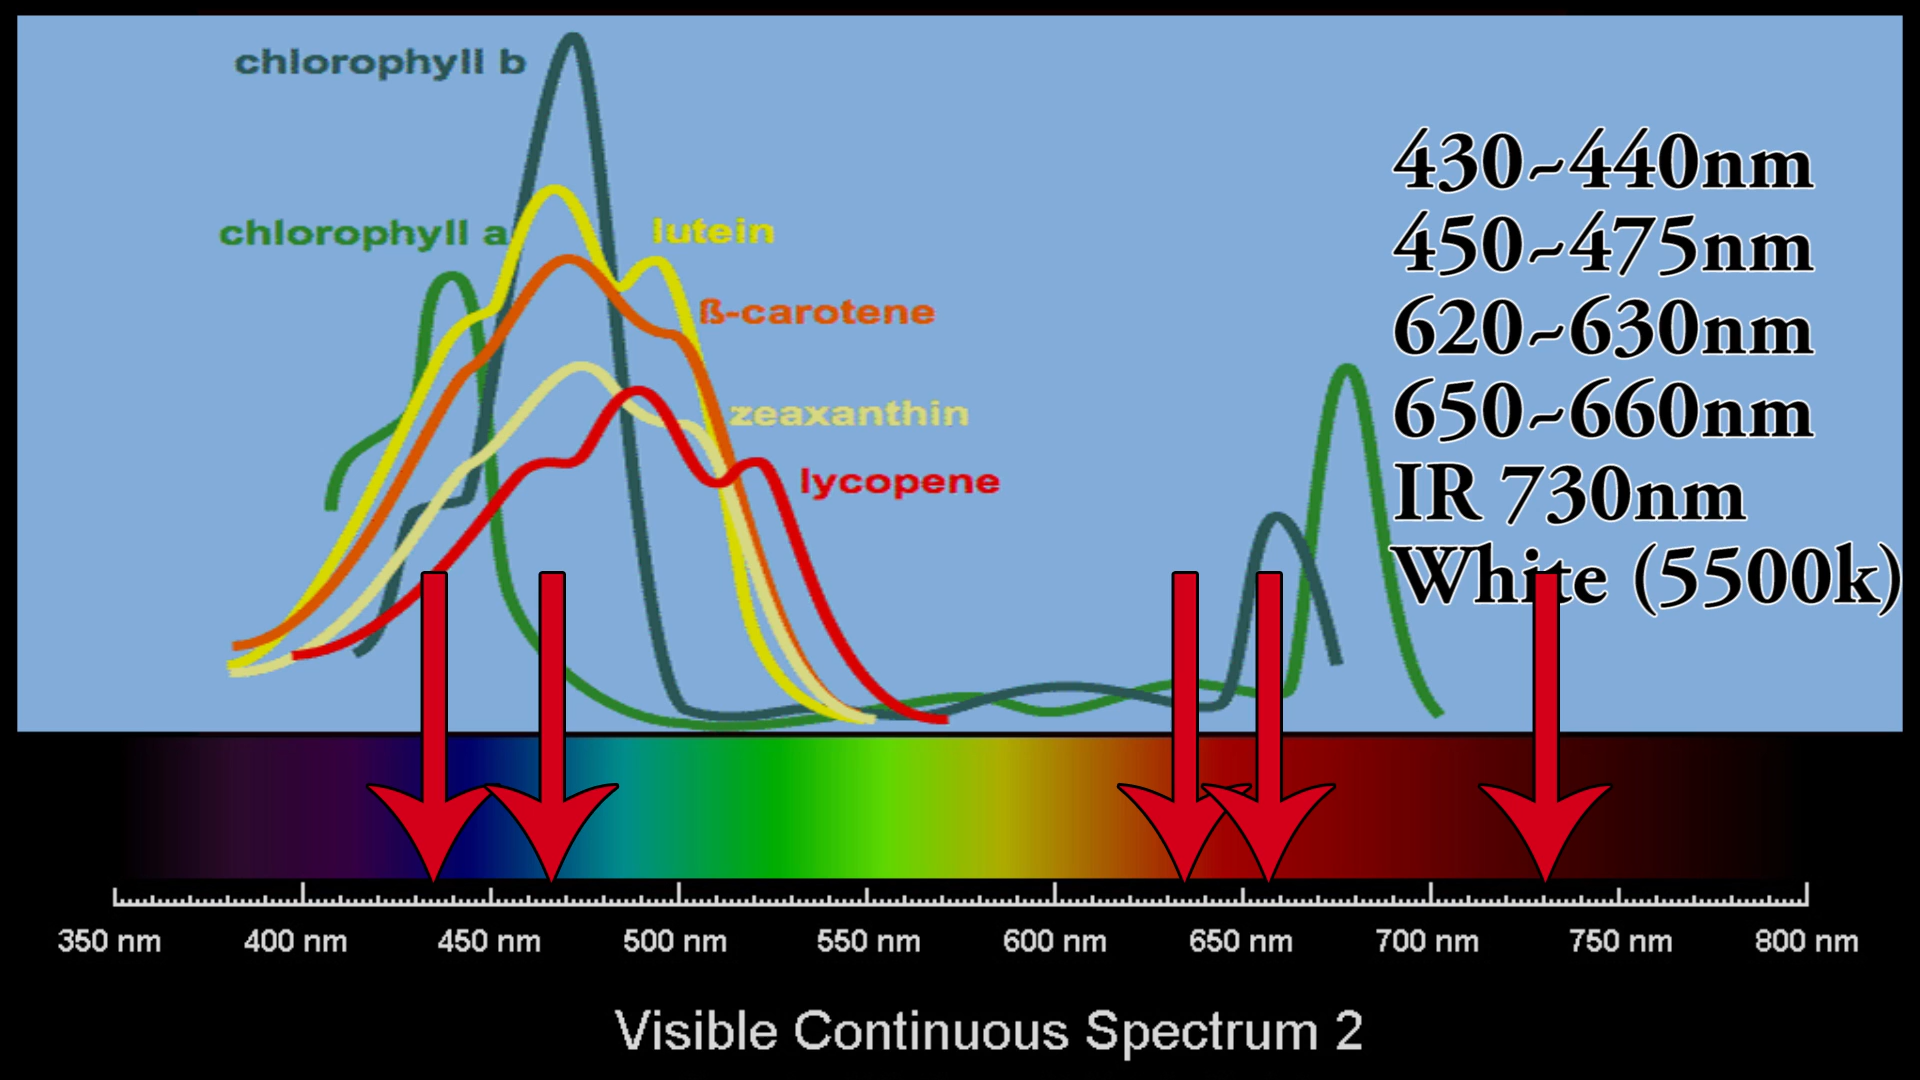 chlorophyll b
430~440nm
450~475nm
chlorophyll a
lutein
ß-carotene
620~630nm
zeaxanthin
650~660nm
lycopene
IR 730nm
White (5500k)
350 nm 400 nm 450 nm 500 nm 550 nm 600 nm 650 nm 700 nm 750 nm 800 nm
Visible Continuous Spectrum 2